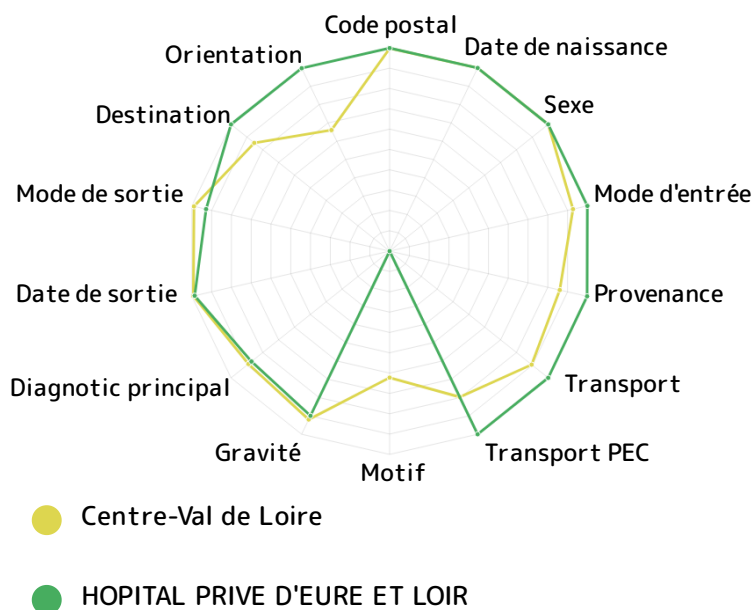 Code postal
Date de naissance
Orientation
Sexe
Destination
Mode d'entrée
Mode de sortie
Provenance
Date de sortie
Transport
Diagnotic principal
Transport PEC
Gravité
Motif
Centre-Val de Loire
HOPITAL PRIVE D'EURE ET LOIR